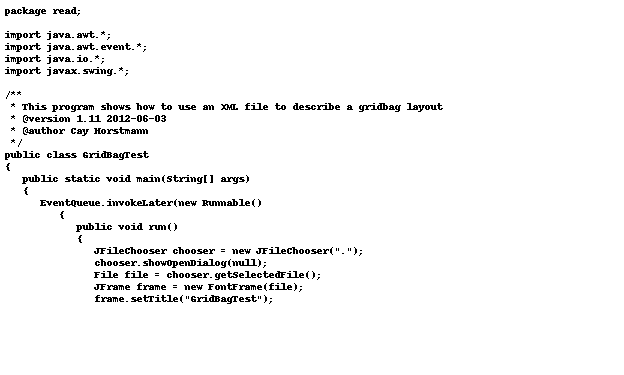 package read;

import java.awt.*;
import java.awt.event.*;
import java.io.*;
import javax.swing.*;

/**
 * This program shows how to use an XML file to describe a gridbag layout
 * @version 1.11 2012-06-03
 * @author Cay Horstmann
 */
public class GridBagTest
{
   public static void main(String[] args)
   {
      EventQueue.invokeLater(new Runnable()
         {
            public void run()
            {
               JFileChooser chooser = new JFileChooser(".");
               chooser.showOpenDialog(null);
               File file = chooser.getSelectedFile();
               JFrame frame = new FontFrame(file);
               frame.setTitle("GridBagTest");